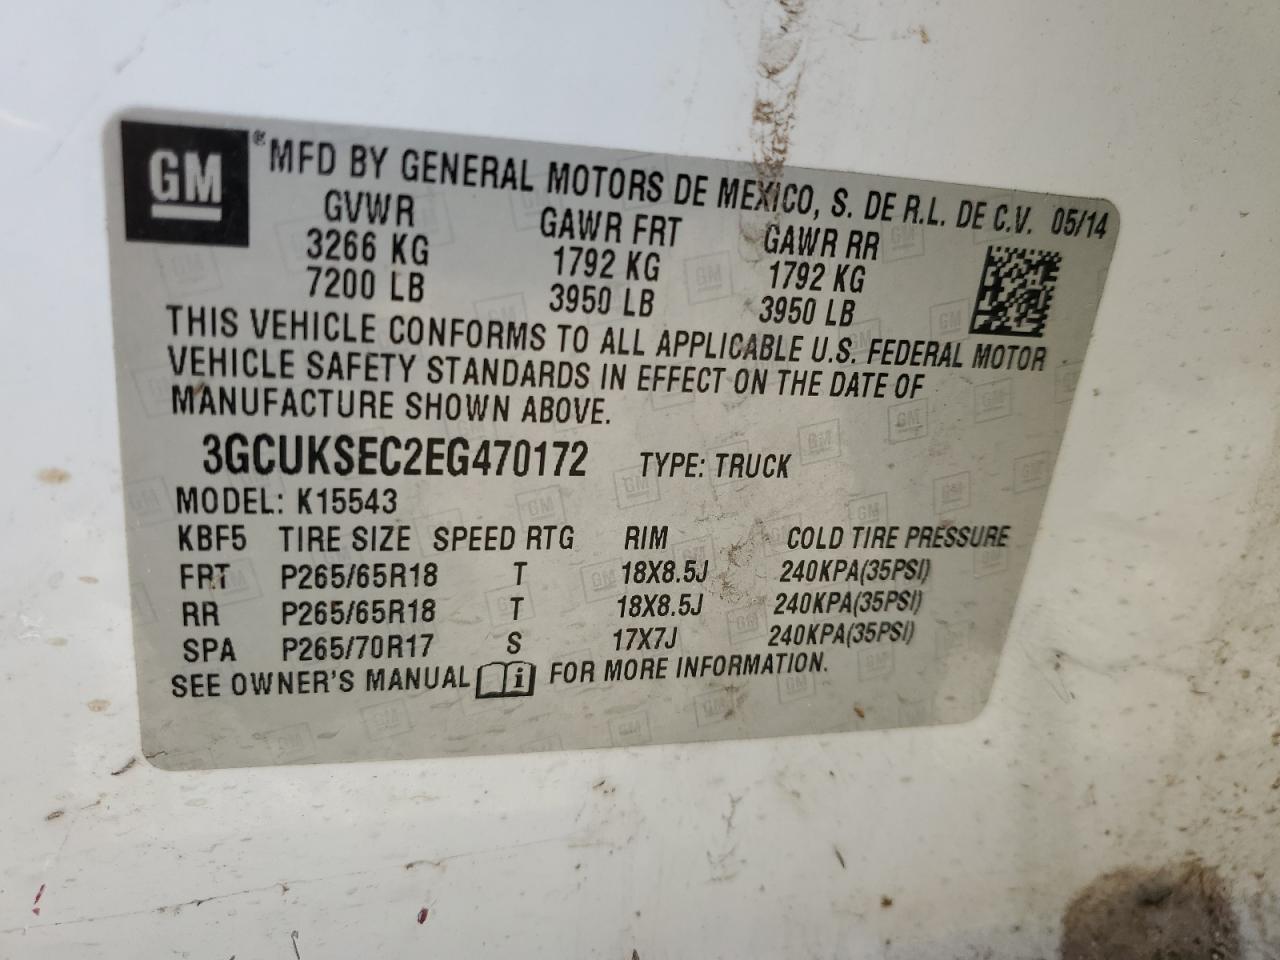 GM
® MFD BY GENERAL MOTORS DE MEXICO, S. DE R.L. DE C.V. 05/14
GVWR GAWR FRT GAWR RR
3266 KG 1792 KG 1792 KG
7200 LB 3950 LB 3950 LB
THIS VEHICLE CONFORMS TO ALL APPLICABLE U.S. FEDERAL MOTOR
VEHICLE SAFETY STANDARDS IN EFFECT ON THE DATE OF
MANUFACTURE SHOWN ABOVE.
3GCUKSEC2EG470172 TYPE: TRUCK
MODEL: K15543
KBF5 TIRE SIZE SPEED RTG RIM COLD TIRE PRESSURE
FRT P265/65R18 T 18X8.5J 240KPA(35PSI)
RR P265/65R18 T 18X8.5J 240KPA(35PSI)
SPA P265/70R17 S 17X7J 240KPA(35PSI)
SEE OWNER'S MANUAL i FOR MORE INFORMATION.